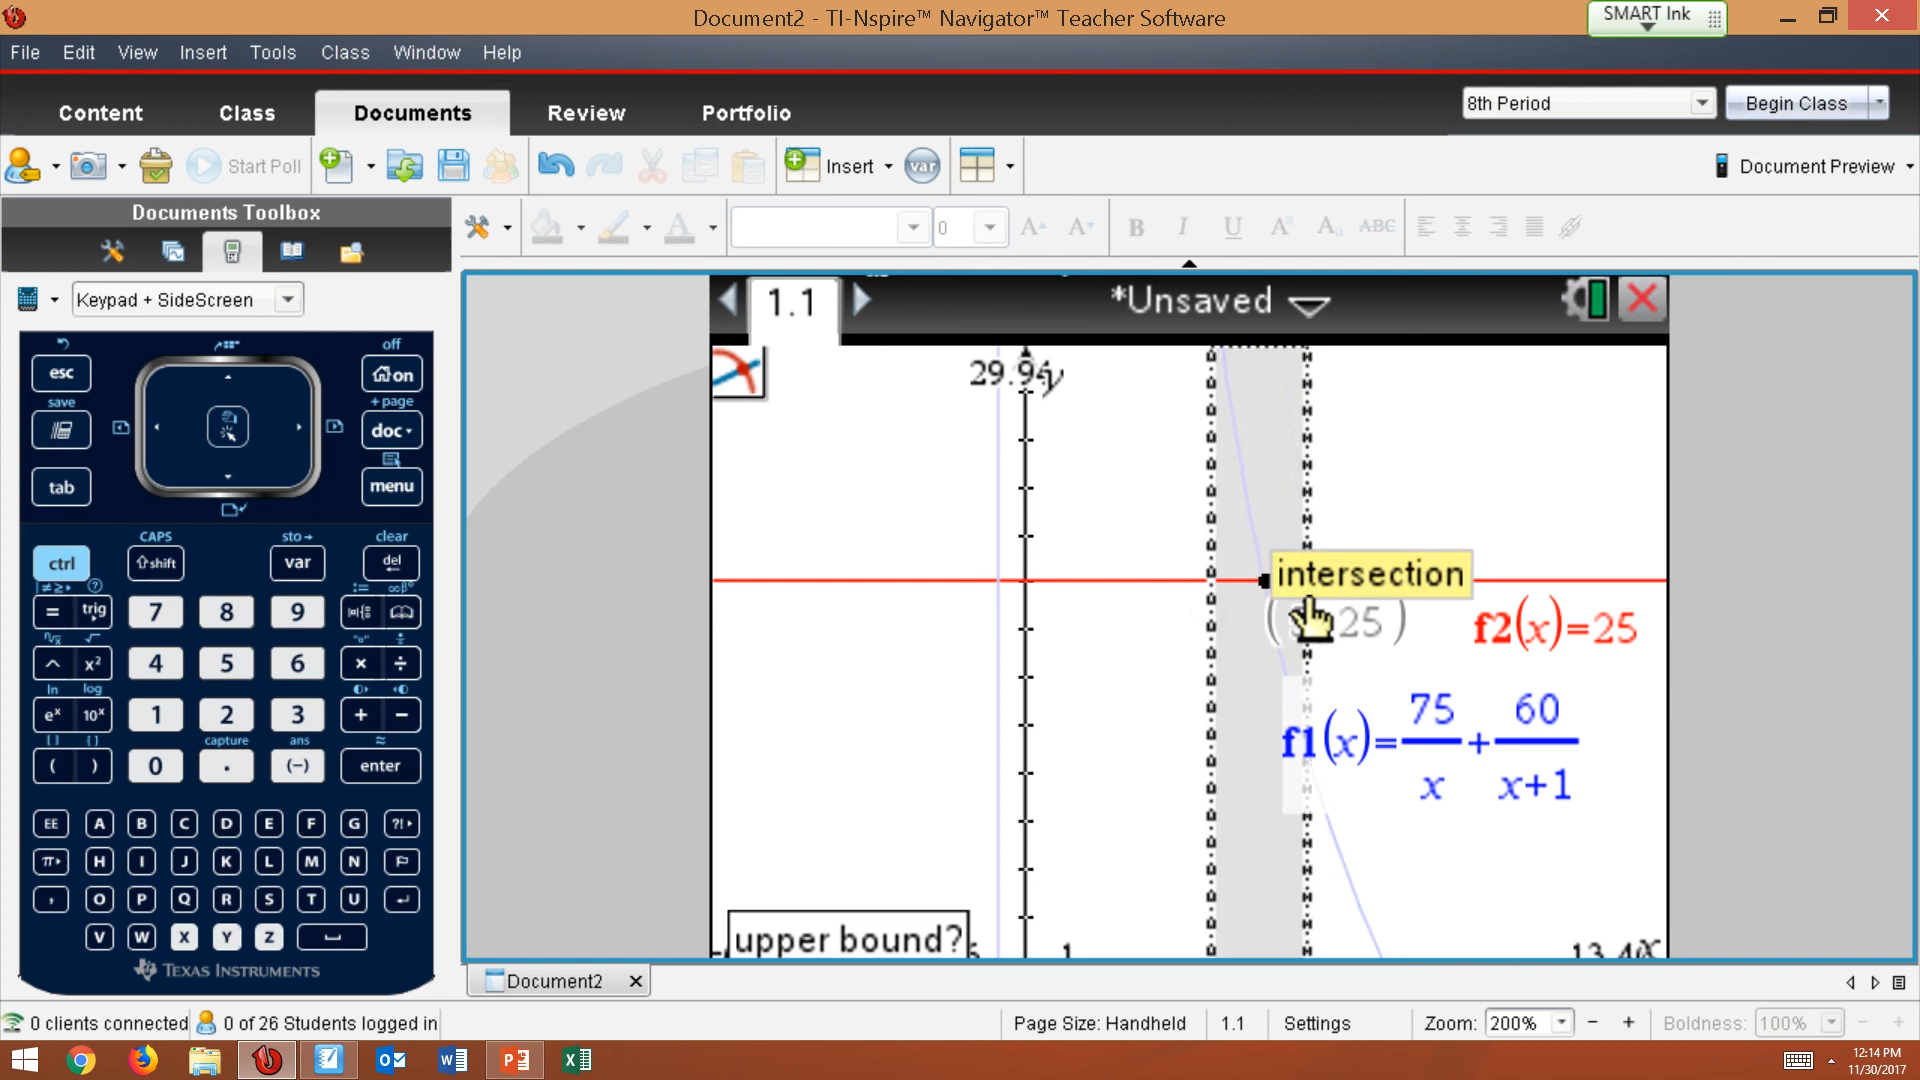 Document2 - TI-Nspire™ Navigator™ Teacher Software
SMART Ink
File Edit View Insert Tools Class Window Help
Content Class Documents Review Portfolio
8th Period
Begin Class
Start Poll
Insert
var
Document Preview
Documents Toolbox
0
A A A B I U A A ABC
Keypad + SideScreen
1.1
*Unsaved
off
esc
on
save
+ page
doc
tab
menu
CAPS
sto→
clear
ctrl
shift
var
del
= trig 7 8 9
^ x² 4 5 6 × ÷
ln log
eˣ 10ˣ 1 2 3 + −
[ ] { } capture ans ≈
( ) 0 . (−) enter
EE A B C D E F G ?!
π H I J K L M N
, O P Q R S T U
V W X Y Z
TEXAS INSTRUMENTS
29.94 y
intersection
25 )
f2(x)=25
f1(x)=75/x+60/(x+1)
upper bound?
1
x
Document2
0 clients connected
0 of 26 Students logged in
Page Size: Handheld
1.1
Settings
Zoom: 200% − +
Boldness: 100% − +
12:14 PM
11/30/2017